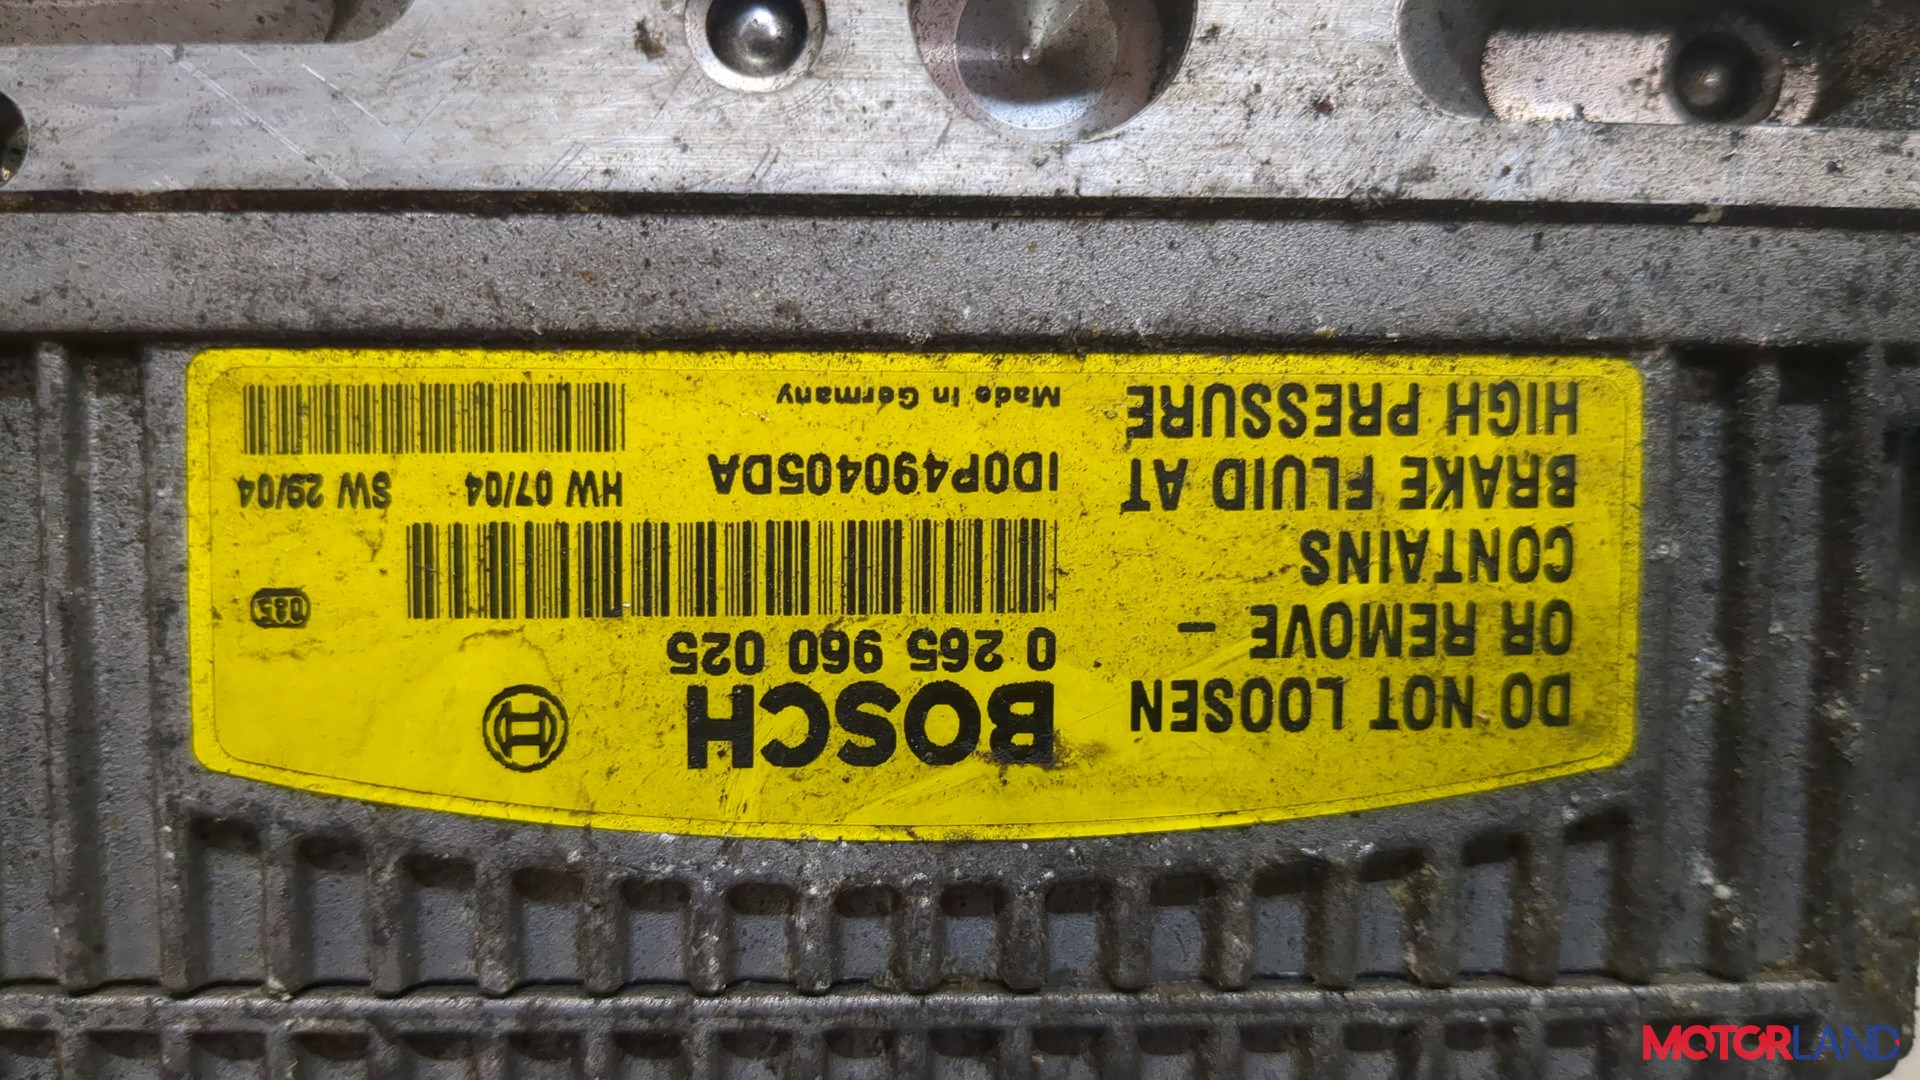 DO NOT LOOSEN
OR REMOVE –
CONTAINS
BRAKE FLUID AT
HIGH PRESSURE
BOSCH
0 265 960 025
ID0P490405DA
HW 07/04 SW 29/04
Made in Germany
MOTORLAND